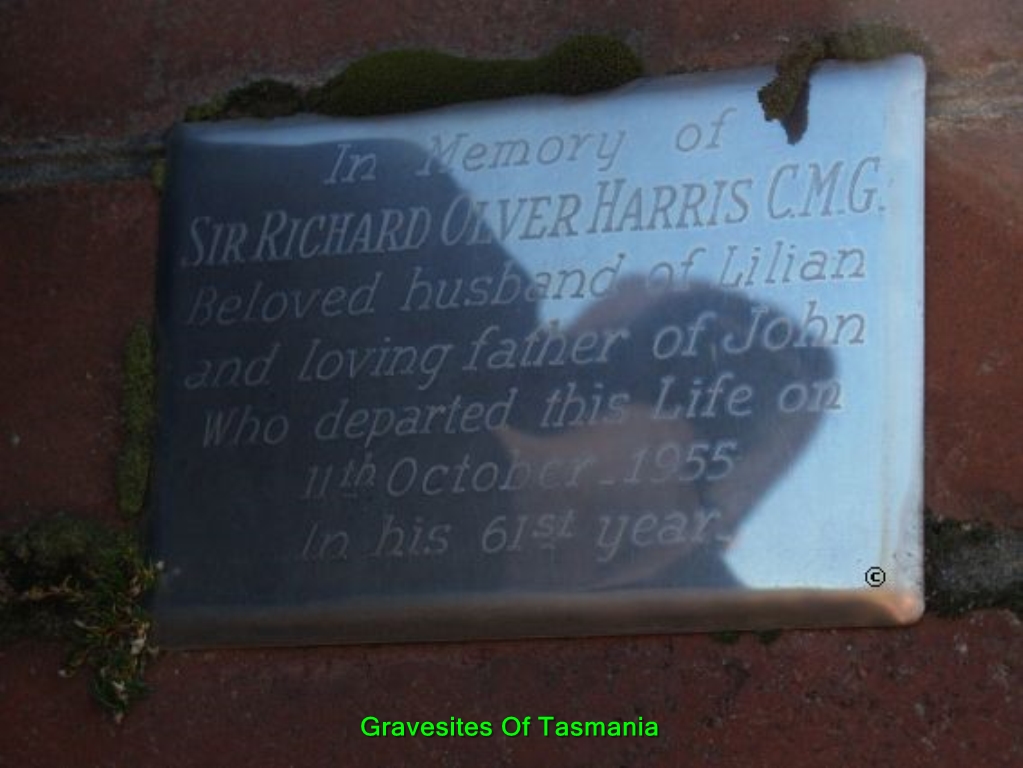 In Memory of
SIR RICHARD OLVER HARRIS C.M.G.
Beloved husband of Lilian
and loving father of John
Who departed this Life on
11th October 1955
In his 61st year.
©
Gravesites Of Tasmania